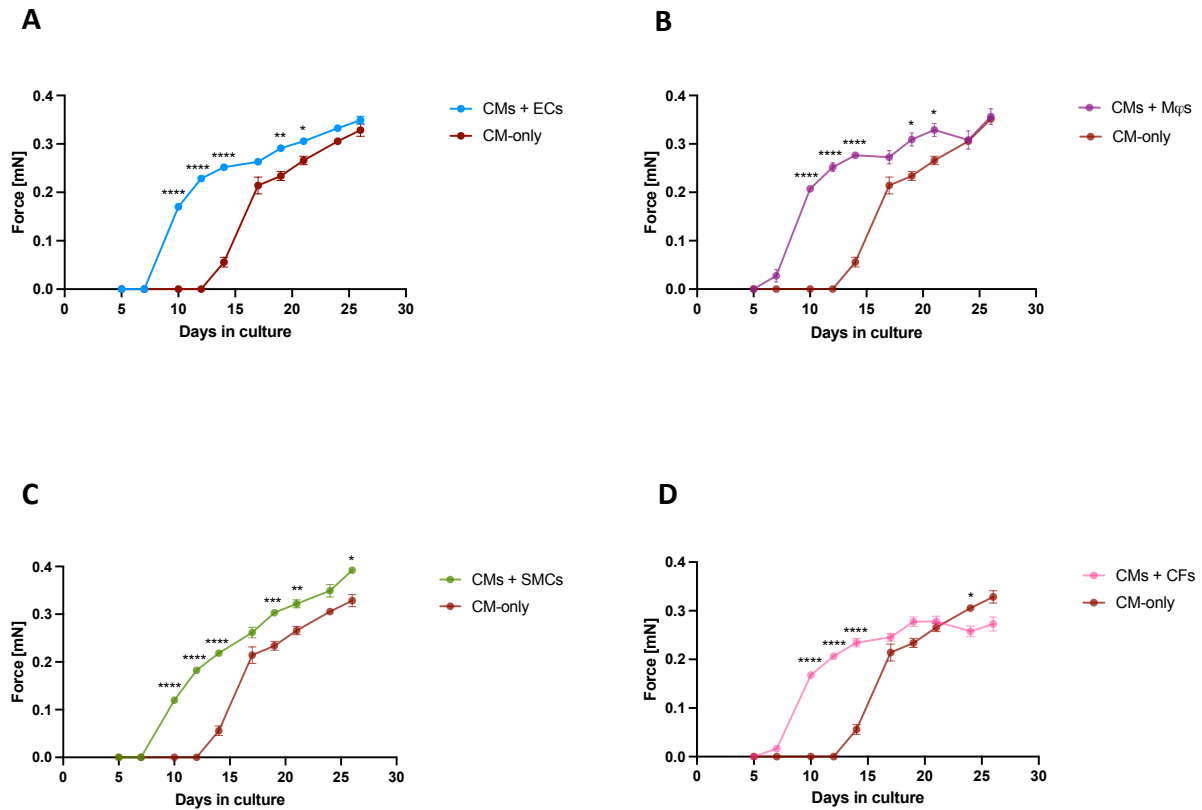 A
0.4
0.3
0.2
0.1
0.0
Force [mN]
0 5 10 15 20 25 30
Days in culture
**** **** **** ** *
CMs + ECs
CM-only
B
0.4
0.3
0.2
0.1
0.0
Force [mN]
0 5 10 15 20 25 30
Days in culture
**** **** **** * *
CMs + Mφs
CM-only
C
0.4
0.3
0.2
0.1
0.0
Force [mN]
0 5 10 15 20 25 30
Days in culture
**** **** **** *** ** *
CMs + SMCs
CM-only
D
0.4
0.3
0.2
0.1
0.0
Force [mN]
0 5 10 15 20 25 30
Days in culture
**** **** **** *
CMs + CFs
CM-only